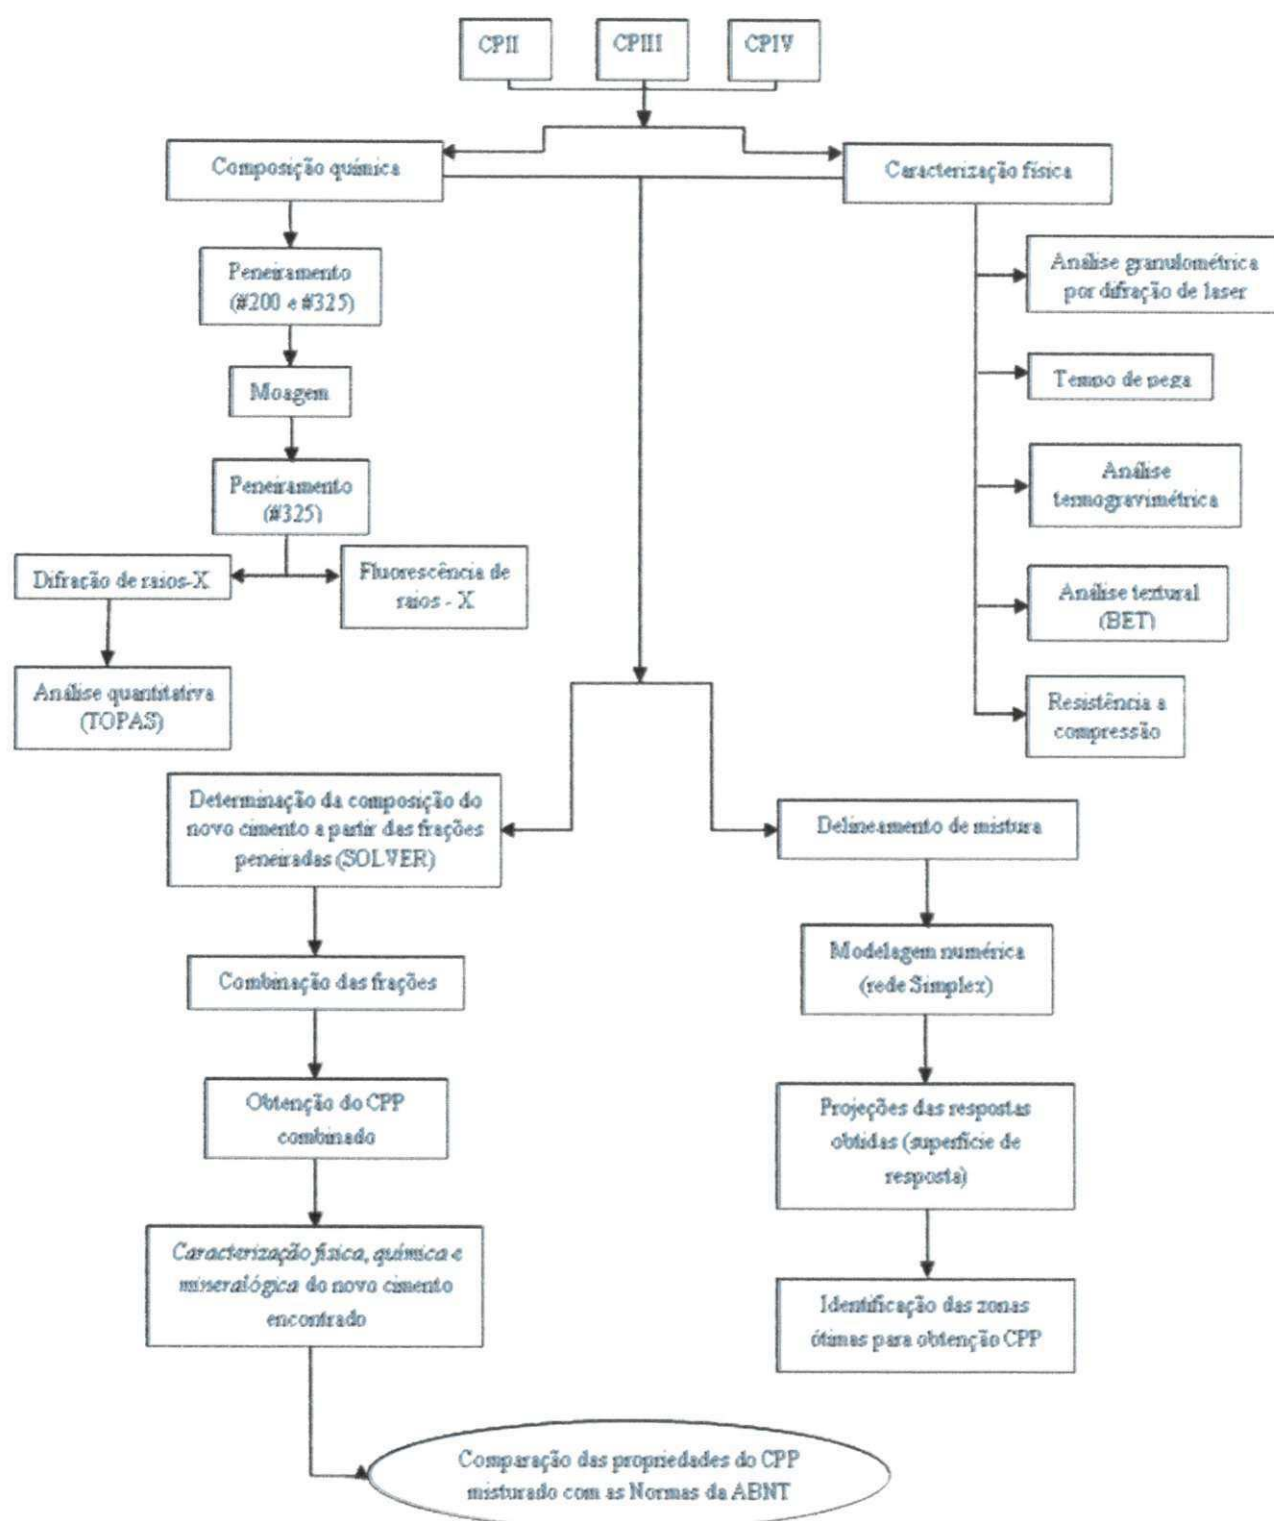 CPII
CPIII
CPIV
Composição química
Caracterização física
Peneiramento
(#200 e #325)
Moagem
Peneiramento
(#325)
Difração de raios-X
Fluorescência de
raios - X
Análise quantitativa
(TOPAS)
Análise granulométrica
por difração de laser
Tempo de pega
Análise
termogravimétrica
Análise textural
(BET)
Resistência a
compressão
Determinação da composição do
novo cimento a partir das frações
peneiradas (SOLVER)
Combinação das frações
Obtenção do CPP
combinado
Caracterização física, química e
mineralógica do novo cimento
encontrado
Delineamento de mistura
Modelagem numérica
(rede Simplex)
Projeções das respostas
obtidas (superfície de
resposta)
Identificação das zonas
ótimas para obtenção CPP
Comparação das propriedades do CPP
misturado com as Normas da ABNT